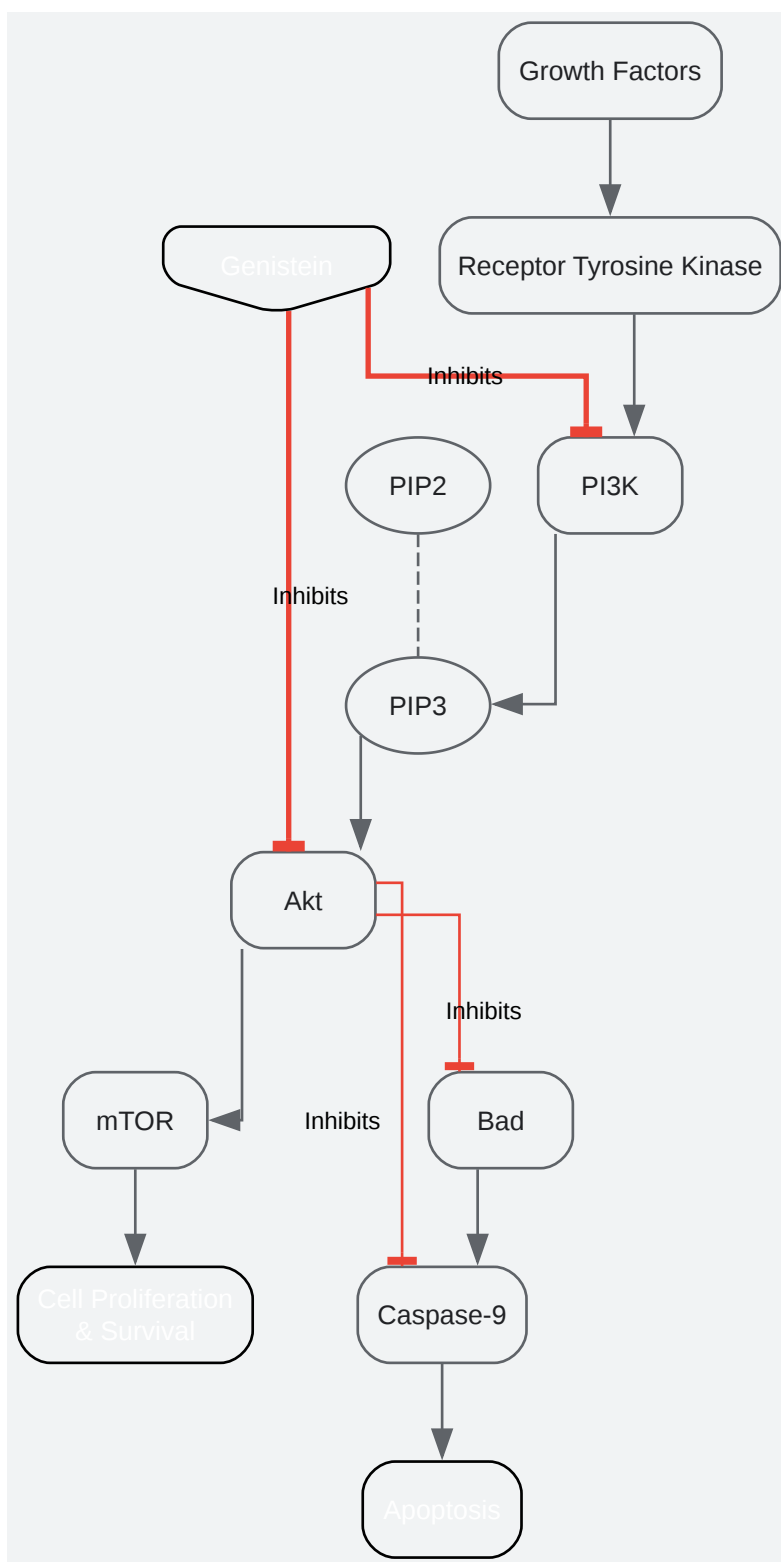 Growth Factors
Genistein
Receptor Tyrosine Kinase
Inhibits
PIP2
PI3K
Inhibits
PIP3
Akt
Inhibits
mTOR
Inhibits
Bad
Cell Proliferation
& Survival
Caspase-9
Apoptosis